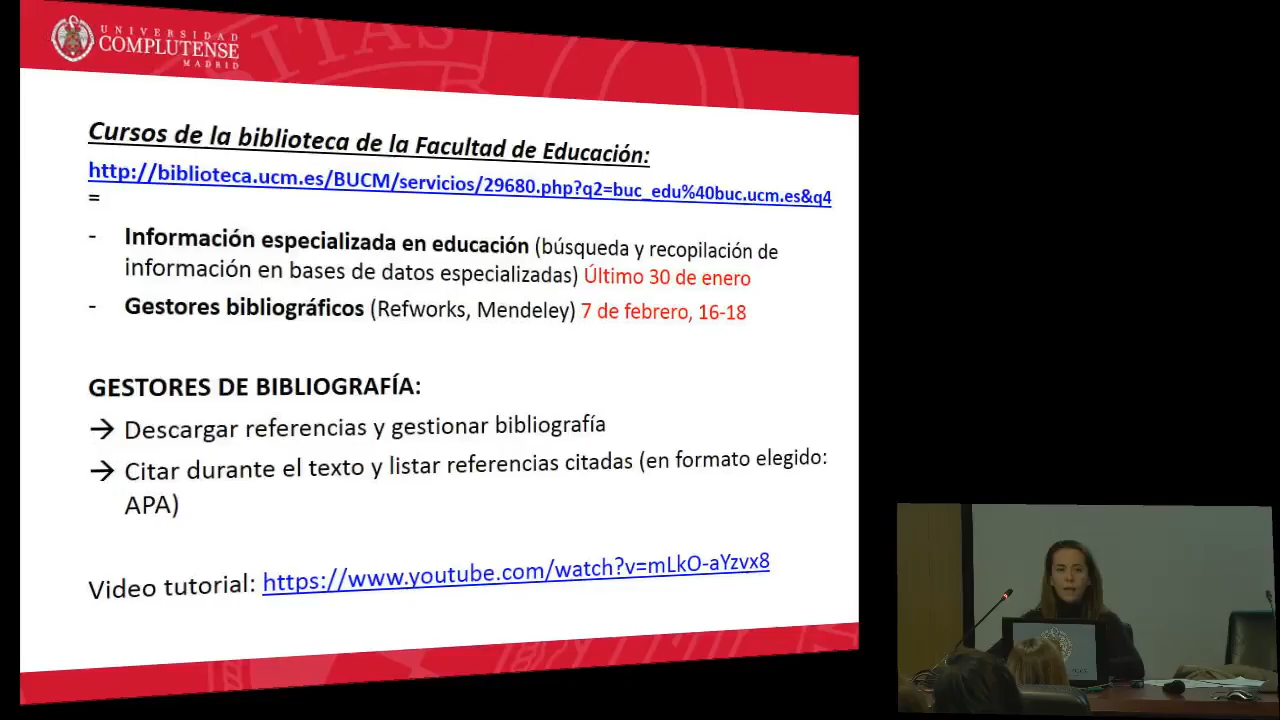 UNIVERSIDAD
COMPLUTENSE
MADRID
Cursos de la biblioteca de la Facultad de Educación:
http://biblioteca.ucm.es/BUCM/servicios/29680.php?q2=buc_edu%40buc.ucm.es&q4
=
- Información especializada en educación (búsqueda y recopilación de
información en bases de datos especializadas) Último 30 de enero
- Gestores bibliográficos (Refworks, Mendeley) 7 de febrero, 16-18
GESTORES DE BIBLIOGRAFÍA:
→ Descargar referencias y gestionar bibliografía
→ Citar durante el texto y listar referencias citadas (en formato elegido:
APA)
Video tutorial: https://www.youtube.com/watch?v=mLkO-aYzvx8